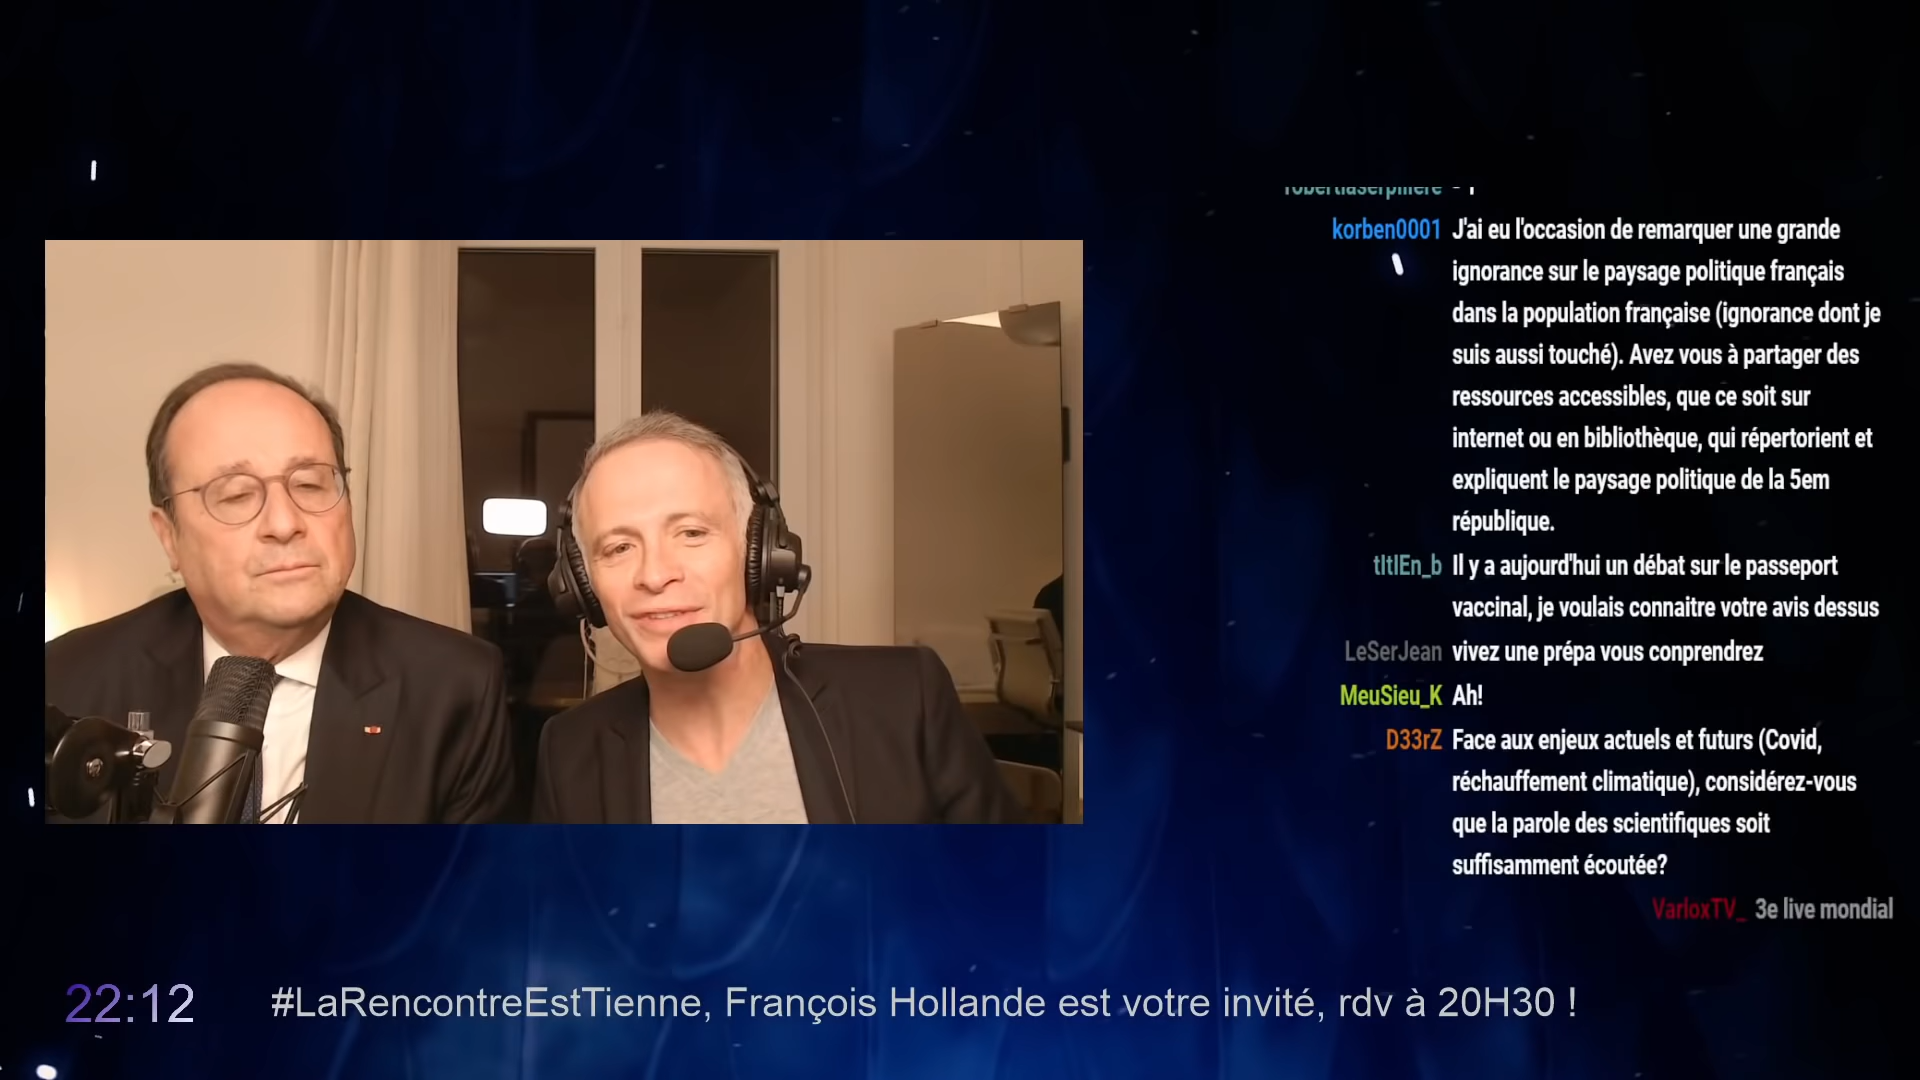 korben0001 J'ai eu l'occasion de remarquer une grande
ignorance sur le paysage politique français
dans la population française (ignorance dont je
suis aussi touché). Avez vous à partager des
ressources accessibles, que ce soit sur
internet ou en bibliothèque, qui répertorient et
expliquent le paysage politique de la 5em
république.
tItIEn_b Il y a aujourd'hui un débat sur le passeport
vaccinal, je voulais connaitre votre avis dessus
LeSerJean vivez une prépa vous conprendrez
MeuSieu_K Ah!
D33rZ Face aux enjeux actuels et futurs (Covid,
réchauffement climatique), considérez-vous
que la parole des scientifiques soit
suffisamment écoutée?
VarloxTV_ 3e live mondial
22:12 #LaRencontreEstTienne, François Hollande est votre invité, rdv à 20H30 !